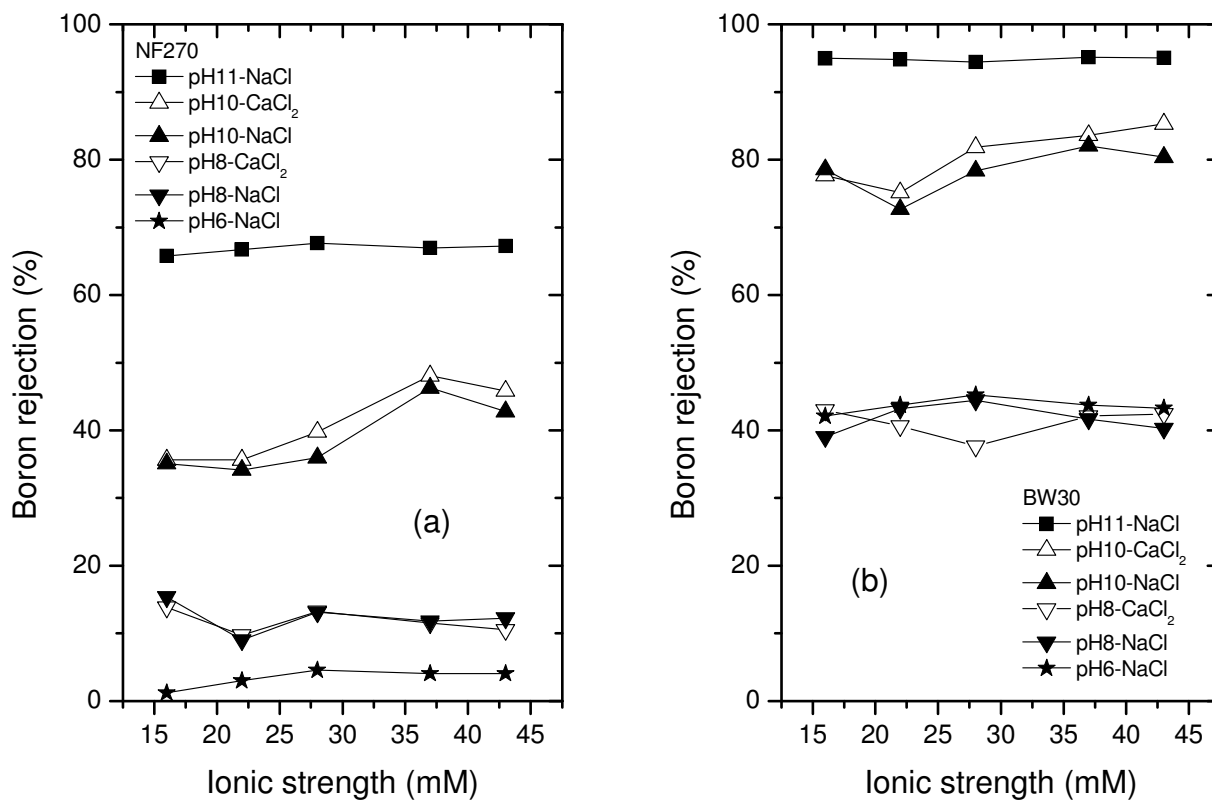 NF270
pH11-NaCl
pH10-CaCl₂
pH10-NaCl
pH8-CaCl₂
pH8-NaCl
pH6-NaCl
100
80
60
40
20
0
Boron rejection (%)
(a)
15 20 25 30 35 40 45
Ionic strength (mM)
100
80
60
40
20
0
Boron rejection (%)
(b)
BW30
pH11-NaCl
pH10-CaCl₂
pH10-NaCl
pH8-CaCl₂
pH8-NaCl
pH6-NaCl
15 20 25 30 35 40 45
Ionic strength (mM)